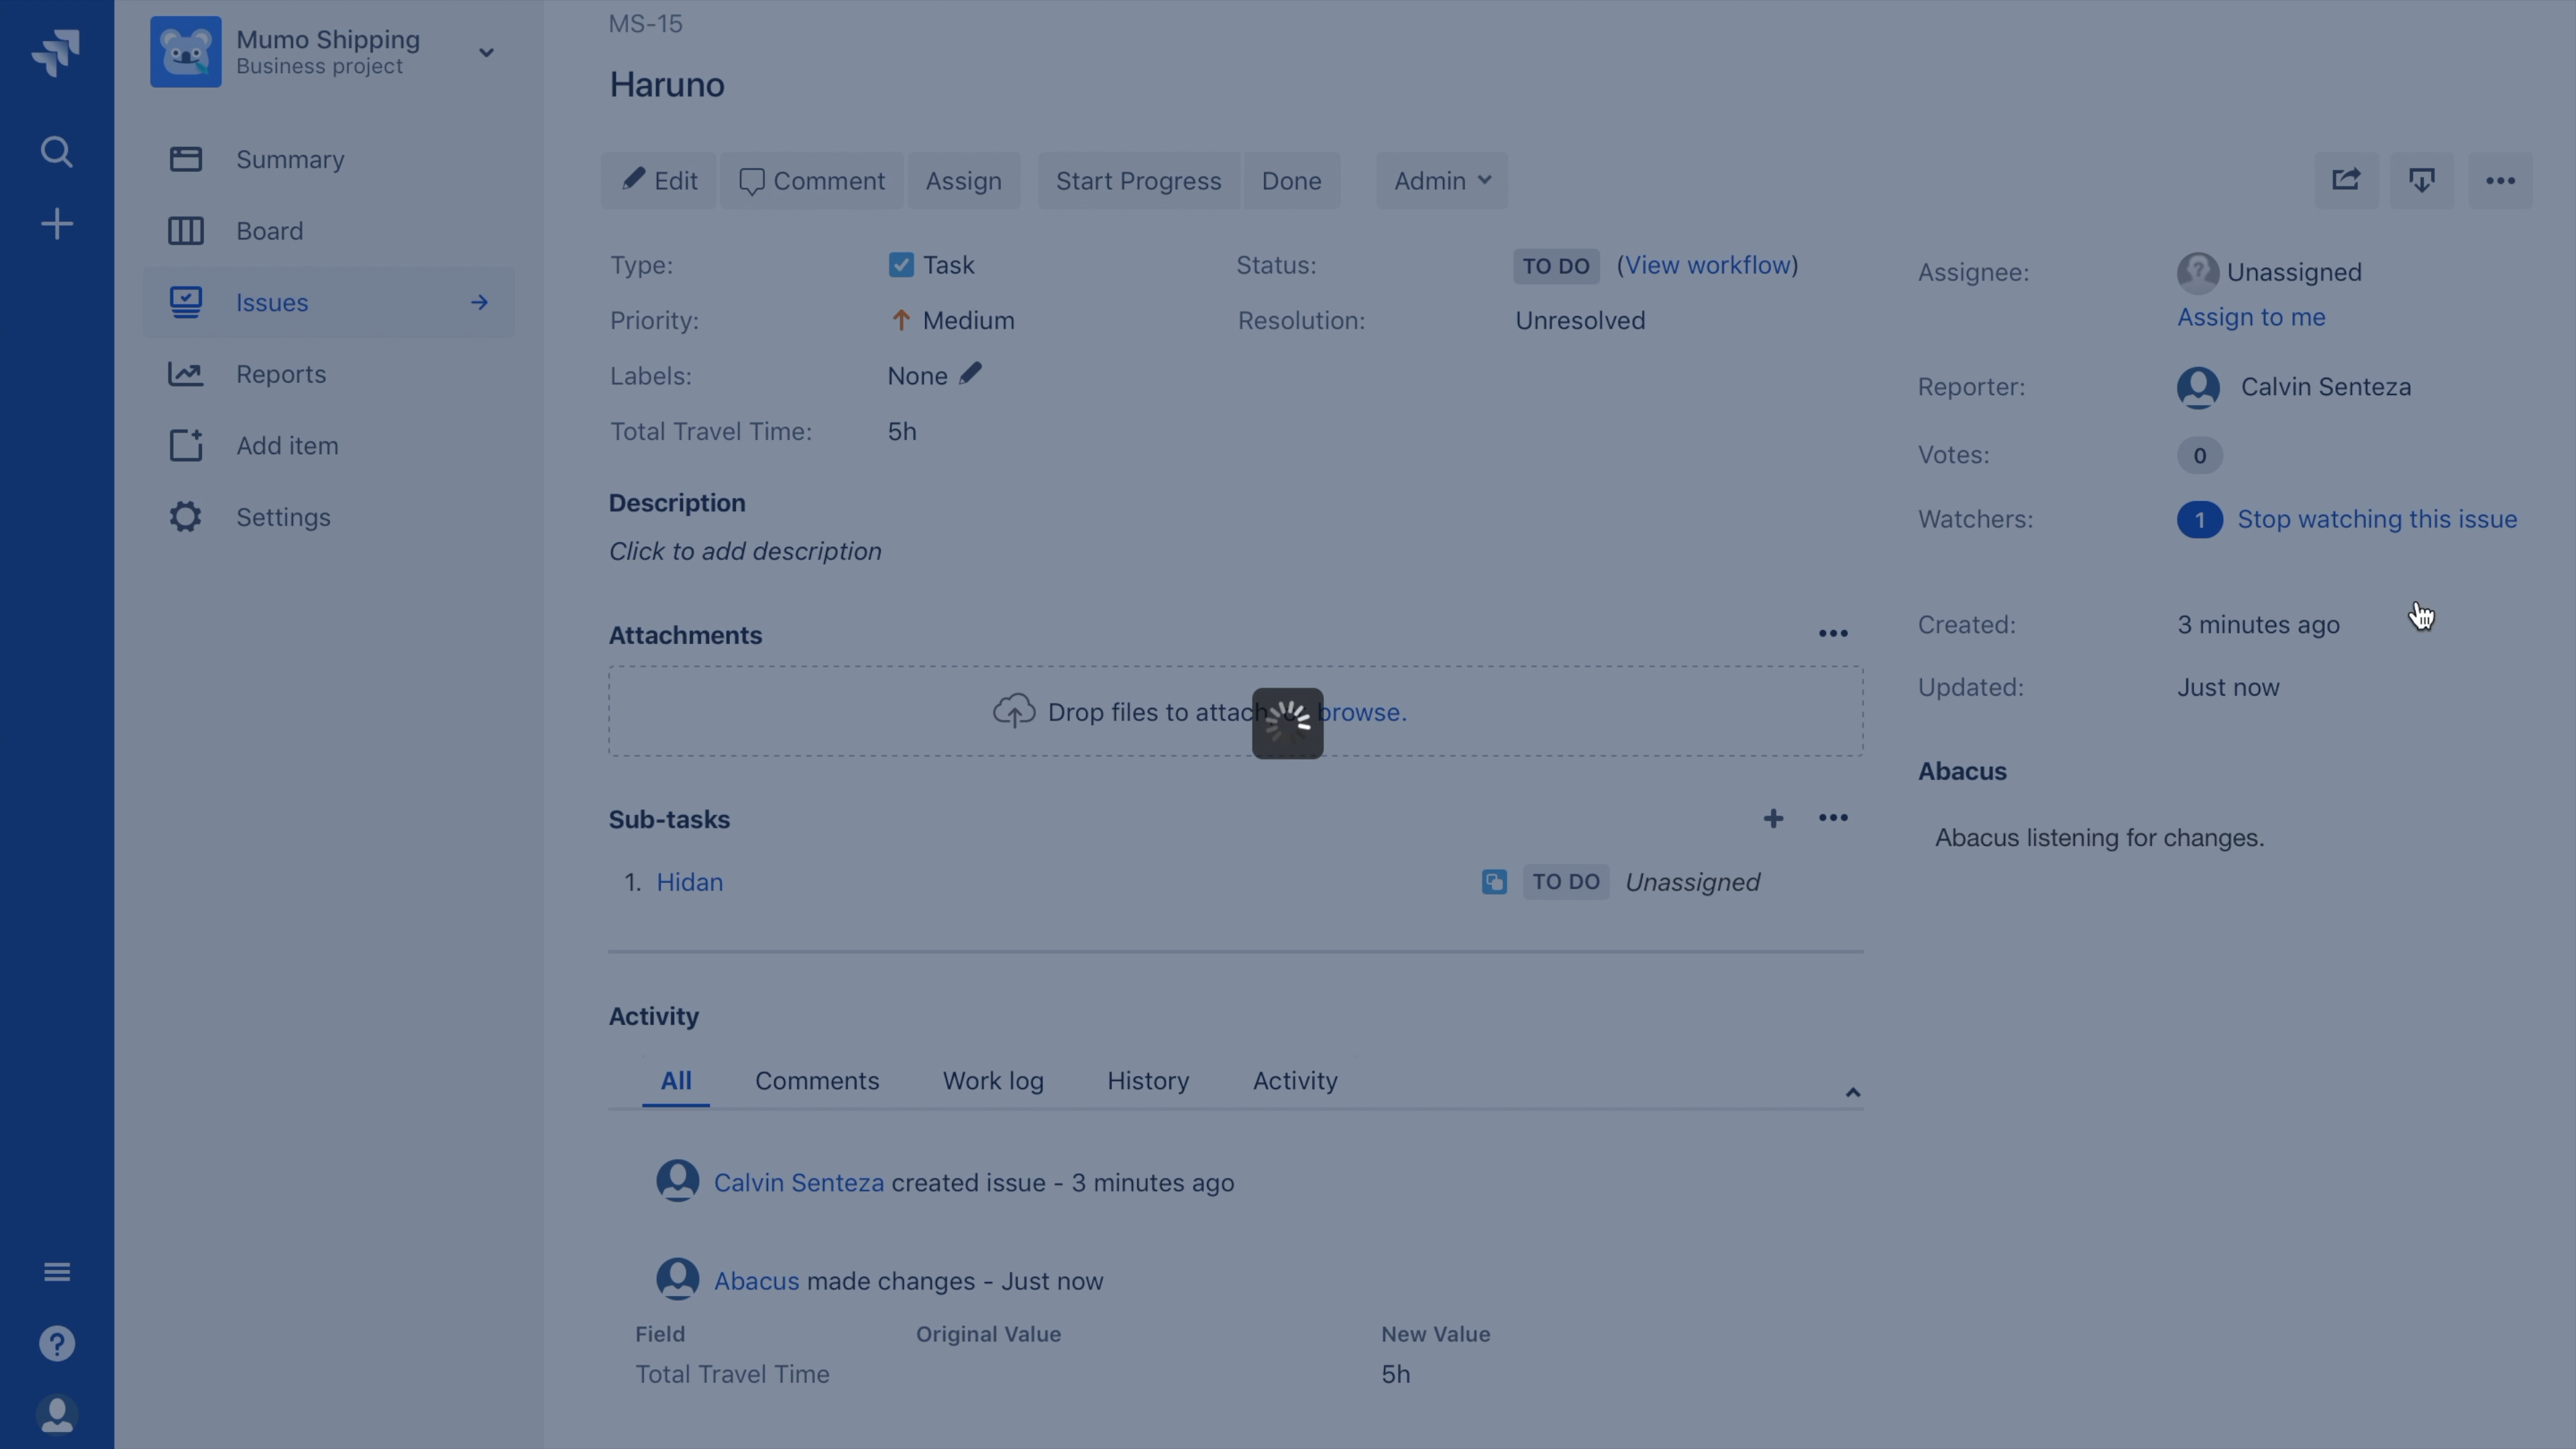 Mumo Shipping
Business project
Summary
Board
Issues
Reports
Add item
Settings
MS-15
Haruno
Edit
Comment
Assign
Start Progress
Done
Admin
Type: Task
Status: TO DO (View workflow)
Priority: Medium
Resolution: Unresolved
Labels: None
Total Travel Time: 5h
Description
Click to add description
Attachments
Drop files to attach browse.
Sub-tasks
1. Hidan TO DO Unassigned
Activity
All Comments Work log History Activity
Calvin Senteza created issue - 3 minutes ago
Abacus made changes - Just now
Field Original Value New Value
Total Travel Time 5h
Assignee: Unassigned
Assign to me
Reporter: Calvin Senteza
Votes: 0
Watchers: 1 Stop watching this issue
Created: 3 minutes ago
Updated: Just now
Abacus
Abacus listening for changes.